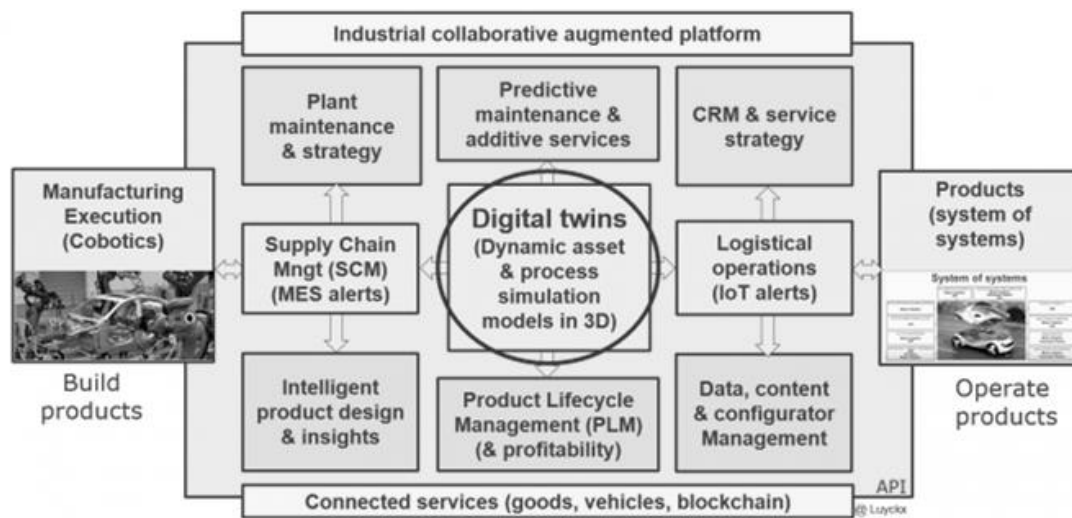 Industrial collaborative augmented platform
Plant
maintenance
& strategy
Predictive
maintenance &
additive services
CRM & service
strategy
Manufacturing
Execution
(Cobotics)
Supply Chain
Mngt (SCM)
(MES alerts)
Digital twins
(Dynamic asset
& process
simulation
models in 3D)
Logistical
operations
(IoT alerts)
Products
(system of
systems)
System of systems
Build
products
Intelligent
product design
& insights
Product Lifecycle
Management (PLM)
(& profitability)
Data, content
& configurator
Management
Operate
products
Connected services (goods, vehicles, blockchain)
API
@ Luyckx